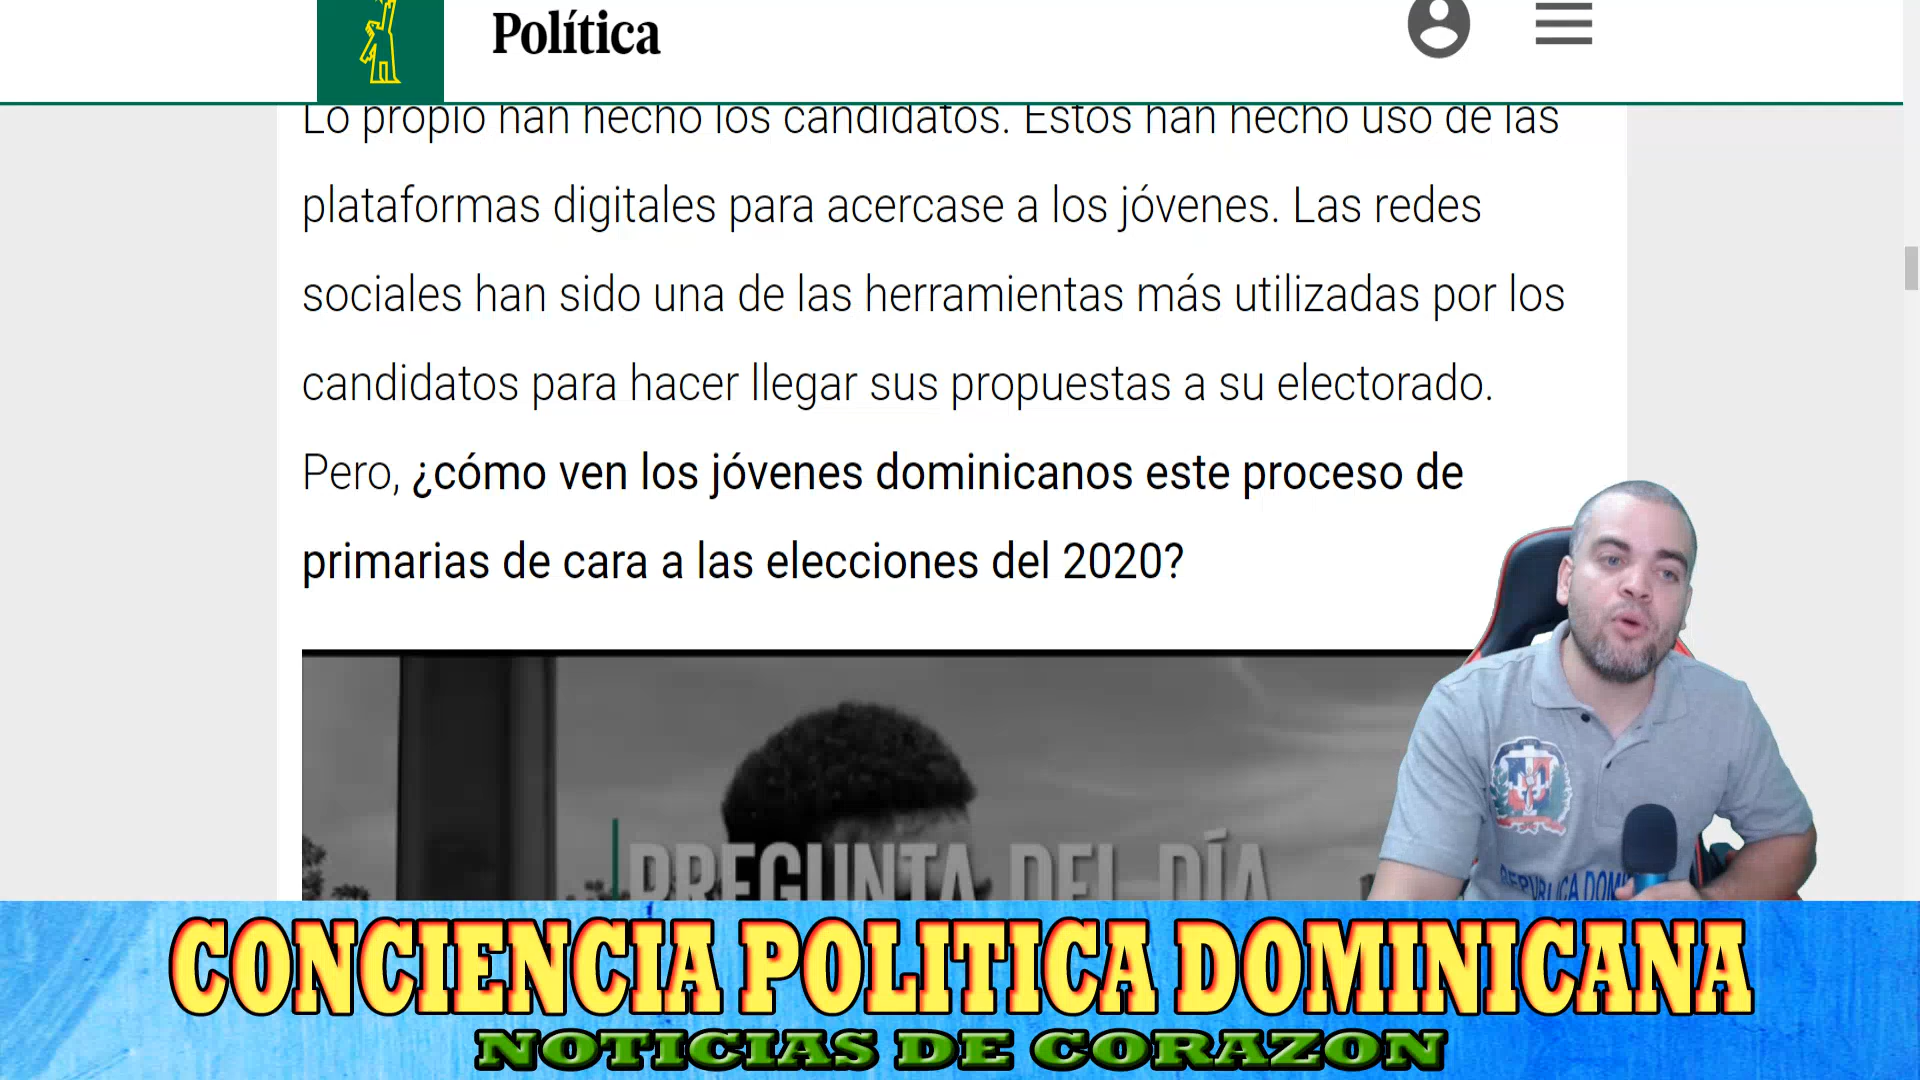 Política
Lo propio han hecho los candidatos. Estos han hecho uso de las
plataformas digitales para acercase a los jóvenes. Las redes
sociales han sido una de las herramientas más utilizadas por los
candidatos para hacer llegar sus propuestas a su electorado.
Pero, ¿cómo ven los jóvenes dominicanos este proceso de
primarias de cara a las elecciones del 2020?
PREGUNTA DEL DÍA
REPUBLICA DOMI
CONCIENCIA POLITICA DOMINICANA
NOTICIAS DE CORAZON